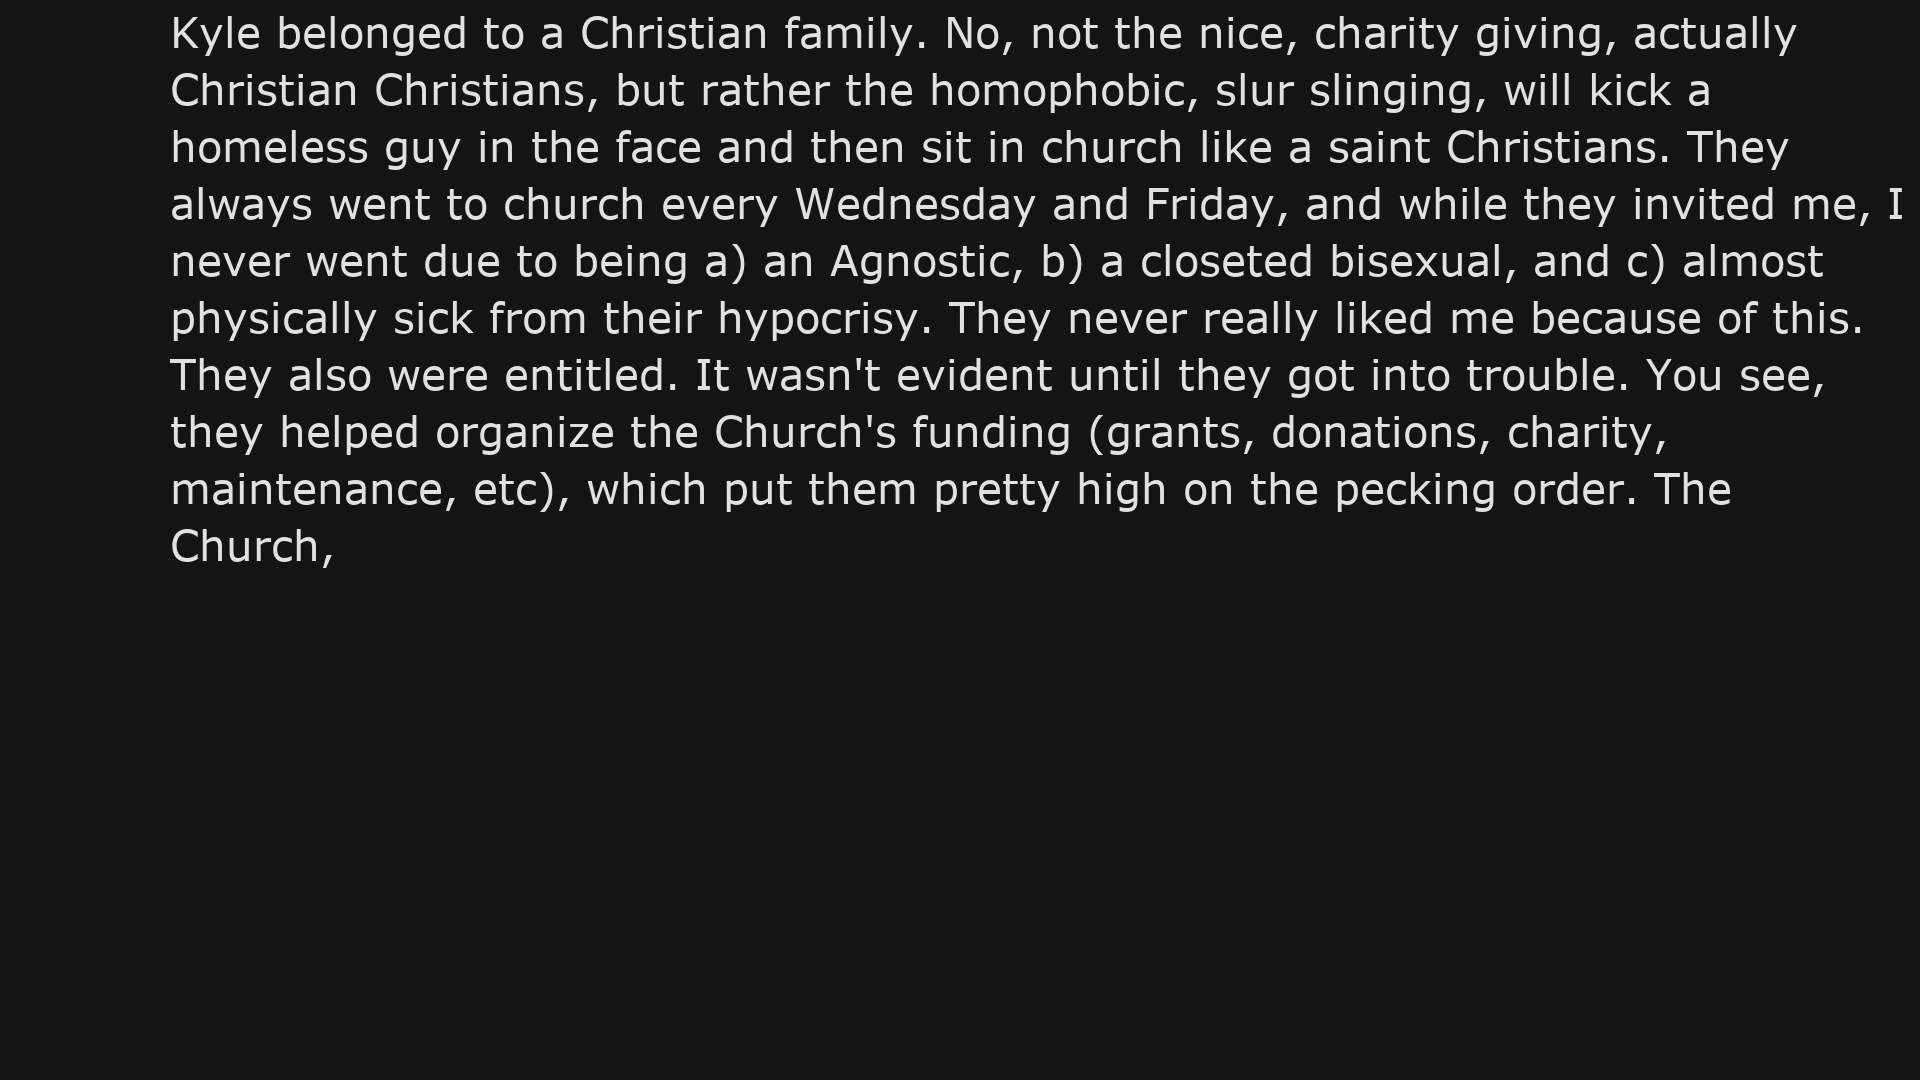 Kyle belonged to a Christian family. No, not the nice, charity giving, actually
Christian Christians, but rather the homophobic, slur slinging, will kick a
homeless guy in the face and then sit in church like a saint Christians. They
always went to church every Wednesday and Friday, and while they invited me, I
never went due to being a) an Agnostic, b) a closeted bisexual, and c) almost
physically sick from their hypocrisy. They never really liked me because of this.
They also were entitled. It wasn't evident until they got into trouble. You see,
they helped organize the Church's funding (grants, donations, charity,
maintenance, etc), which put them pretty high on the pecking order. The
Church,